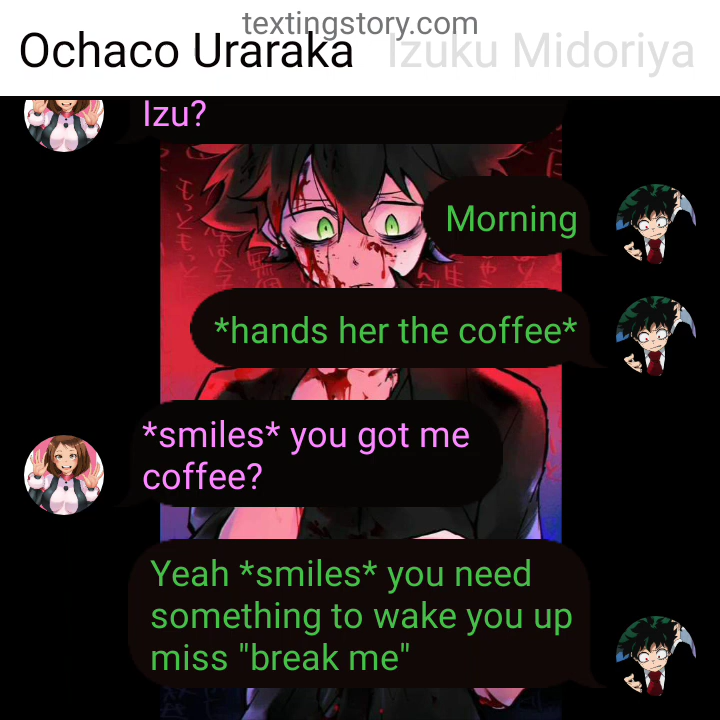 textingstory.com
Ochaco Uraraka Izuku Midoriya
Izu?
Morning
*hands her the coffee*
*smiles* you got me
coffee?
Yeah *smiles* you need
something to wake you up
miss "break me"